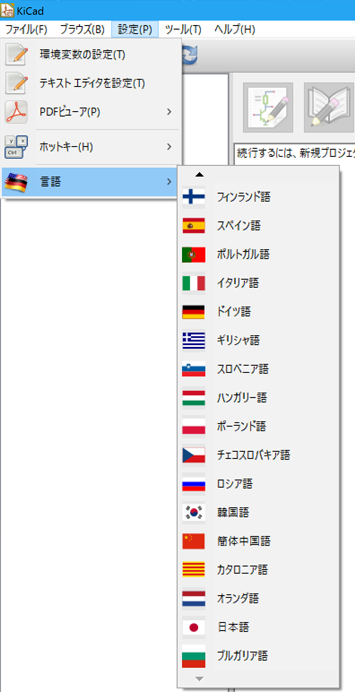 KiCad
ファイル(F) ブラウズ(B) 設定(P) ツール(T) ヘルプ(H)
環境変数の設定(T)
テキスト エディタを設定(T)
PDFビューア(P)
ホットキー(H)
言語
続行するには、新規プロジェ
フィンランド語
スペイン語
ポルトガル語
イタリア語
ドイツ語
ギリシャ語
スロベニア語
ハンガリー語
ポーランド語
チェコスロバキア語
ロシア語
韓国語
簡体中国語
カタロニア語
オランダ語
日本語
ブルガリア語